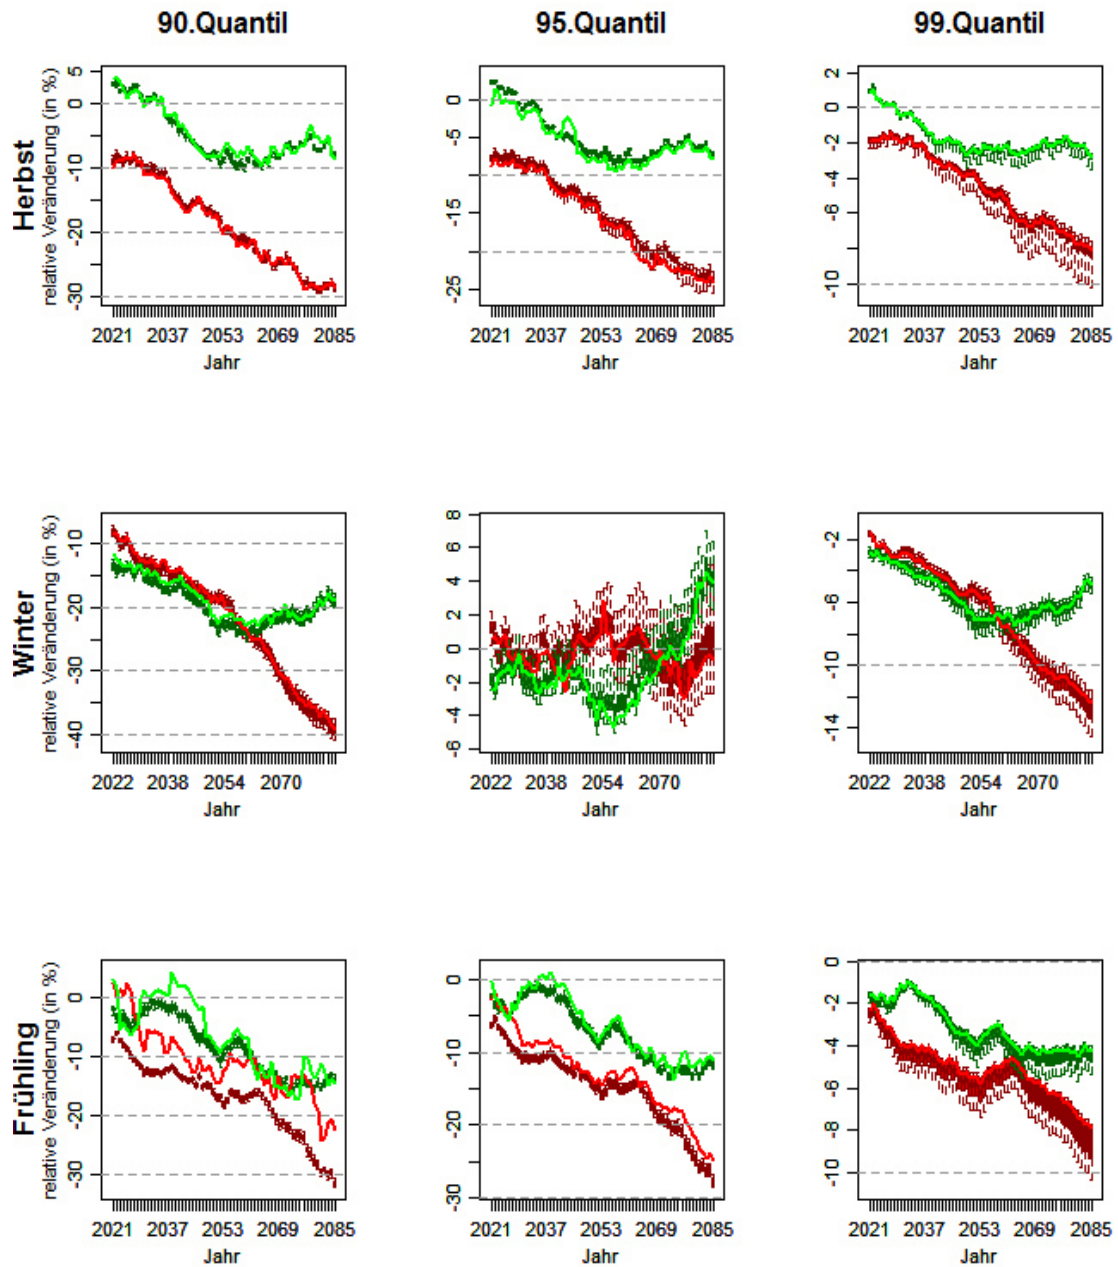 90.Quantil 95.Quantil 99.Quantil
Herbst
relative Veränderung (in %)
5 0 -10 -20 -30
2021 2037 2053 2069 2085
Jahr
0 -5 -15 -25
2021 2037 2053 2069 2085
Jahr
2 0 -2 -4 -6 -10
2021 2037 2053 2069 2085
Jahr
Winter
relative Veränderung (in %)
-10 -20 -30 -40
2022 2038 2054 2070
Jahr
8 6 4 2 0 -2 -4 -6
2022 2038 2054 2070
Jahr
-2 -6 -10 -14
2022 2038 2054 2070
Jahr
Frühling
relative Veränderung (in %)
0 -10 -20 -30
2021 2037 2053 2069 2085
Jahr
0 -10 -20 -30
2021 2037 2053 2069 2085
Jahr
0 -2 -4 -6 -8 -10
2021 2037 2053 2069 2085
Jahr